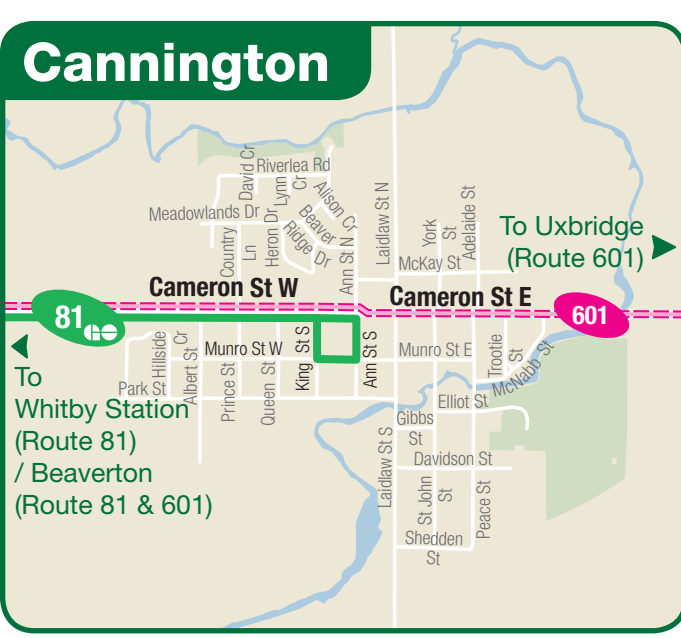 Cannington
Riverlea Rd
David Cr
Lynn
Cr
Alison Cr
Meadowlands Dr
Heron Dr
Beaver
Ridge Dr
Country
Ln
Ann St N
Laidlaw St N
York
St
Adelaide St
McKay St
To Uxbridge
(Route 601)
Cameron St W
Cameron St E
81
601
Hillside
Cr
Albert St
Munro St W
King St S
Ann St S
Munro St E
Trootie
St
McNabb St
Park St
Prince St
Queen St
Elliot St
To
Whitby Station
(Route 81)
/ Beaverton
(Route 81 & 601)
Gibbs
St
Laidlaw St S
Davidson St
St John
St
Peace St
Shedden
St